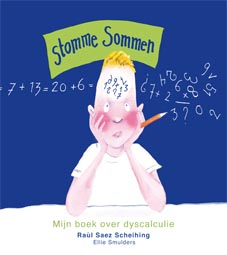 Stomme Sommen
= 7 + 13 = 20 + 6 =
Mijn boek over dyscalculie
Raúl Saez Schelhing
Ellie Smulders